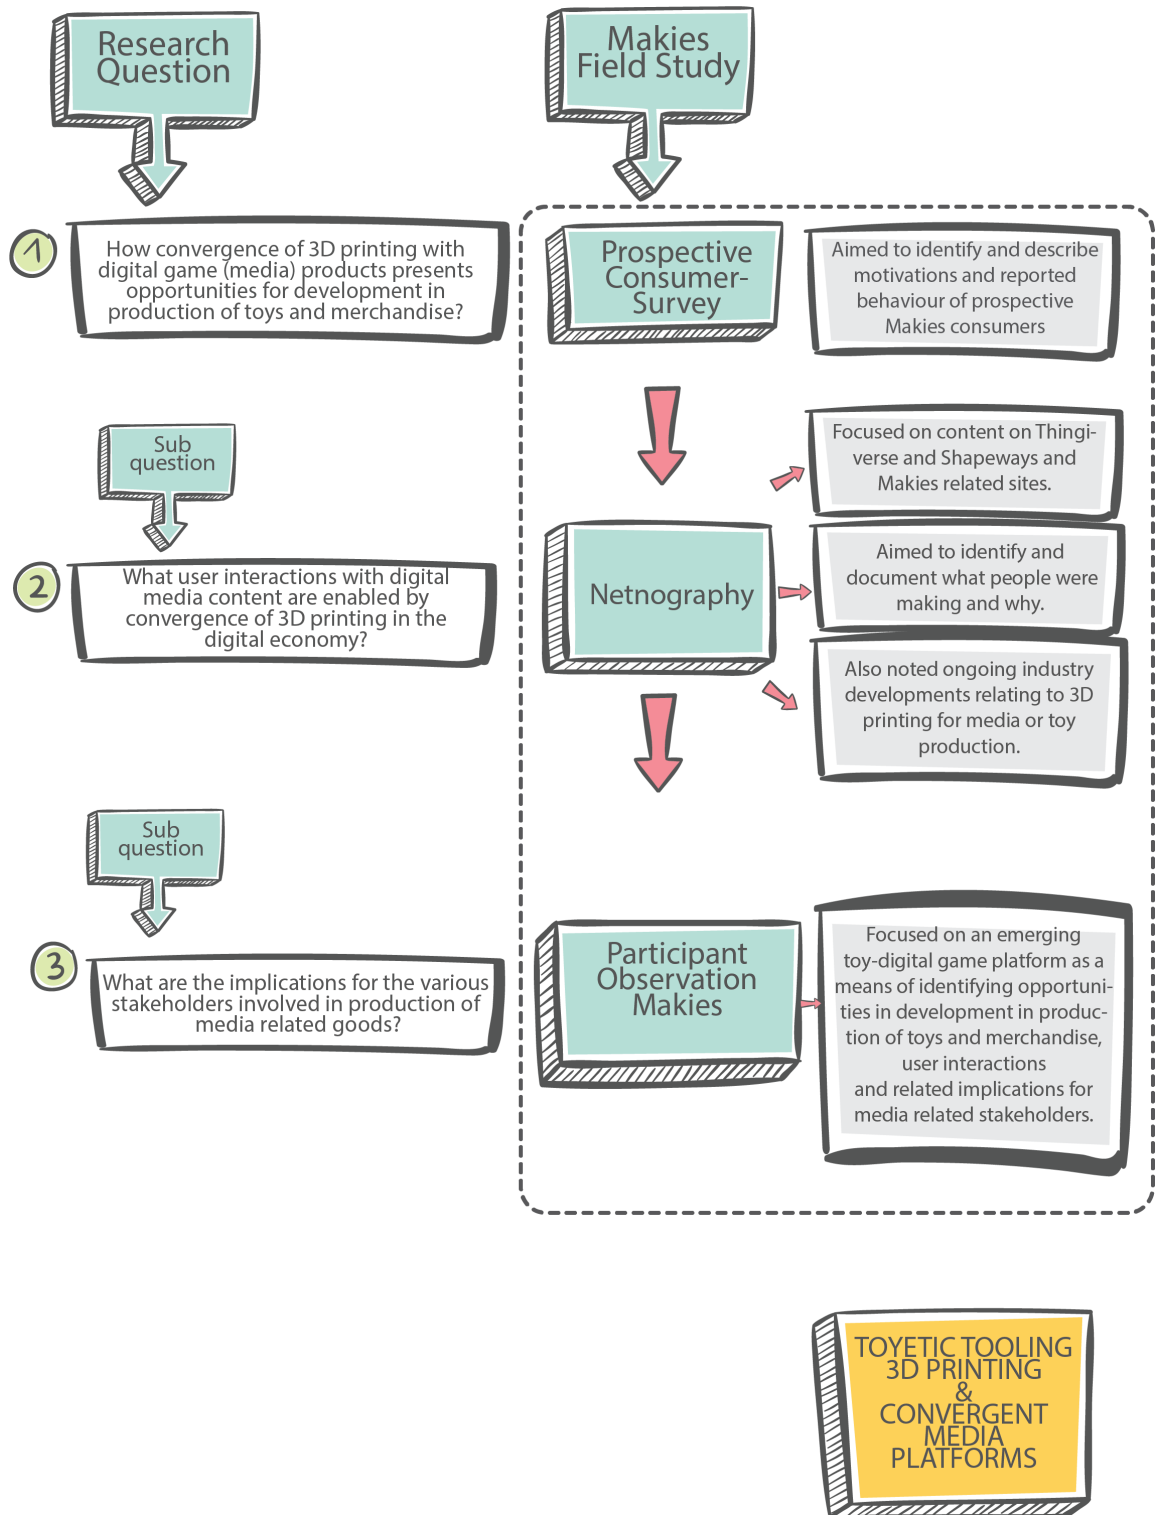 Research
Question
Makies
Field Study
1
How convergence of 3D printing with
digital game (media) products presents
opportunities for development in
production of toys and merchandise?
Prospective
Consumer-
Survey
Aimed to identify and describe
motivations and reported
behaviour of prospective
Makies consumers
Sub
question
2
What user interactions with digital
media content are enabled by
convergence of 3D printing in the
digital economy?
Netnography
Focused on content on Thingi-
verse and Shapeways and
Makies related sites.
Aimed to identify and
document what people were
making and why.
Also noted ongoing industry
developments relating to 3D
printing for media or toy
production.
Sub
question
3
What are the implications for the various
stakeholders involved in production of
media related goods?
Participant
Observation
Makies
Focused on an emerging
toy-digital game platform as a
means of identifying opportuni-
ties in development in produc-
tion of toys and merchandise,
user interactions
and related implications for
media related stakeholders.
TOYETIC TOOLING
3D PRINTING
&
CONVERGENT
MEDIA
PLATFORMS